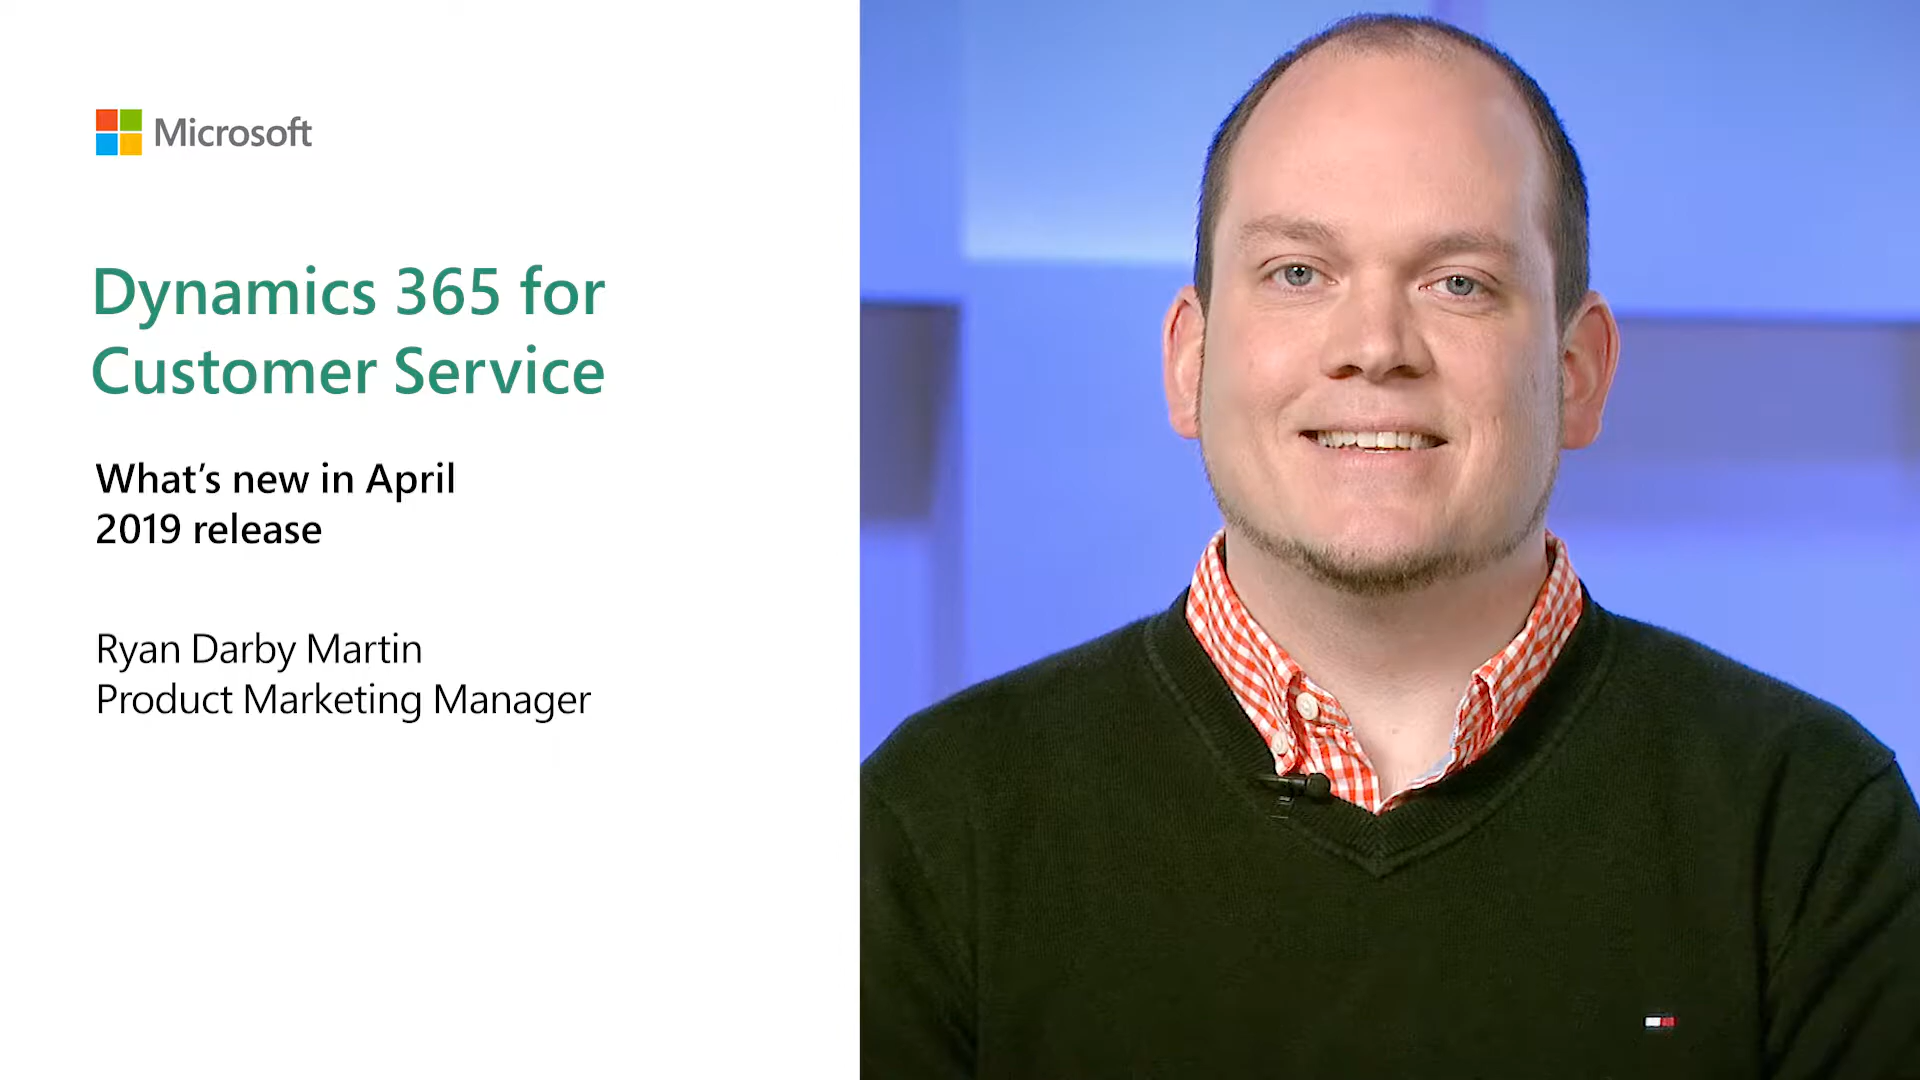 Microsoft
Dynamics 365 for
Customer Service
What’s new in April
2019 release
Ryan Darby Martin
Product Marketing Manager